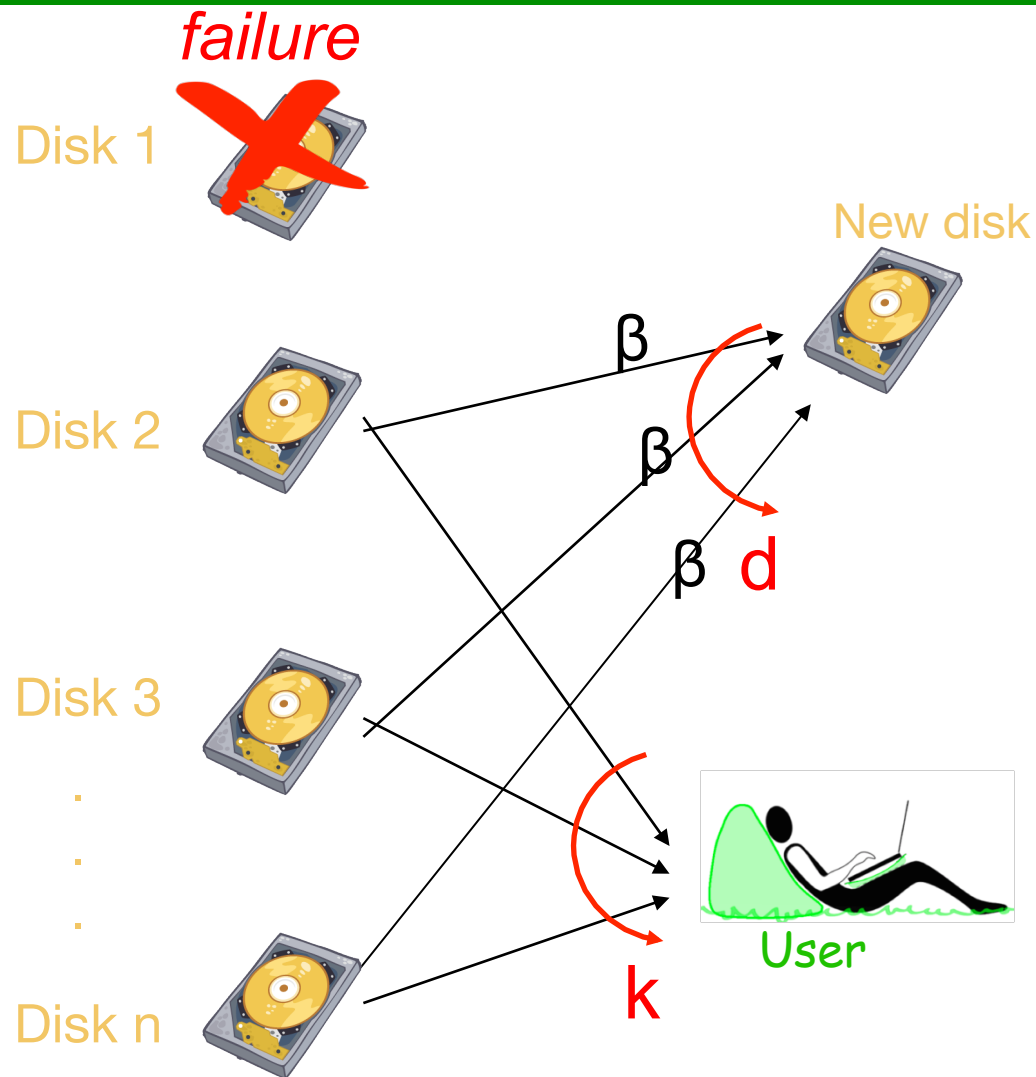 failure
Disk 1
New disk
β
Disk 2
β
β d
Disk 3
.
.
.
User
k
Disk n